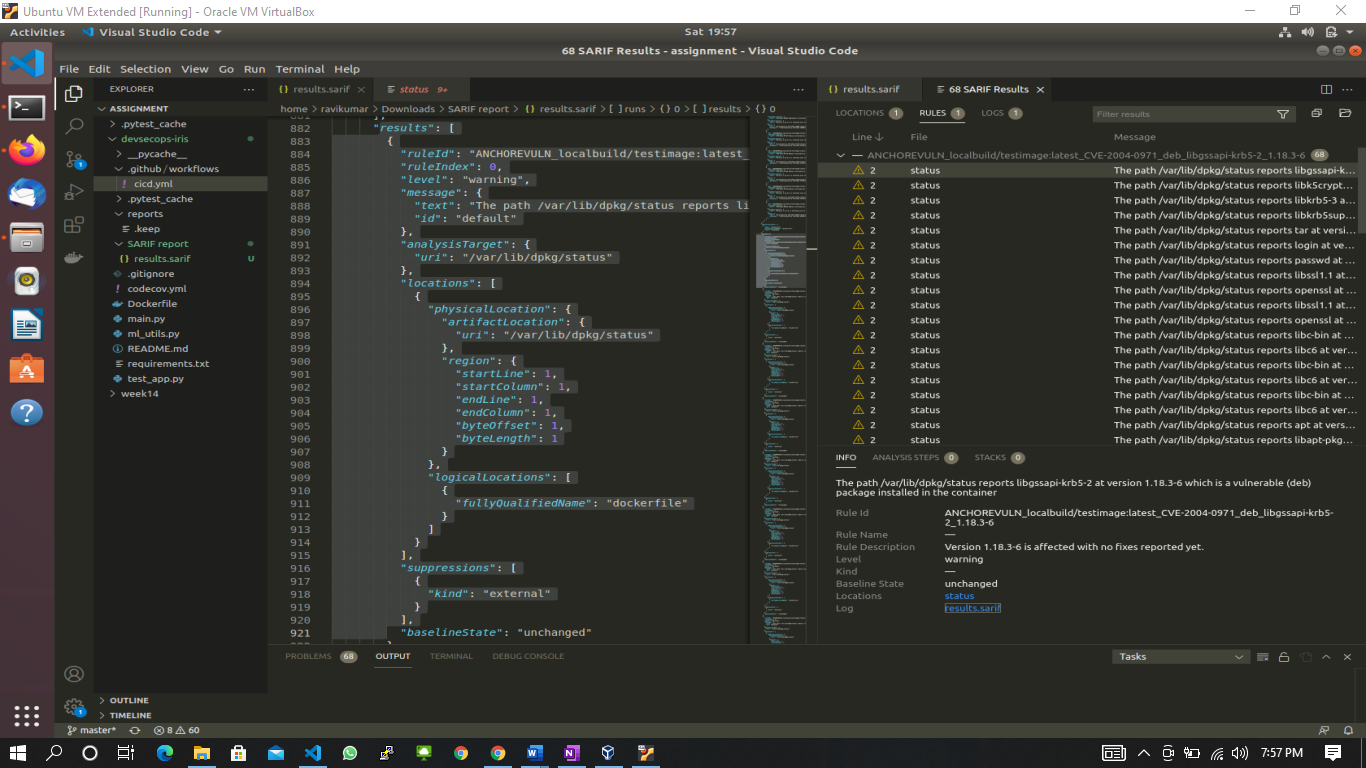 Ubuntu VM Extended [Running] - Oracle VM VirtualBox
Activities Visual Studio Code Sat 19:57
68 SARIF Results - assignment - Visual Studio Code
File Edit Selection View Go Run Terminal Help
EXPLORER
ASSIGNMENT
.pytest_cache
devsecops-iris
__pycache__
.github/workflows
cicd.yml
.pytest_cache
reports
.keep
SARIF report
results.sarif U
.gitignore
codecov.yml
Dockerfile
main.py
ml_utils.py
README.md
requirements.txt
test_app.py
week14
OUTLINE
TIMELINE
results.sarif status 9+
home > ravikumar > Downloads > SARIF report > {} results.sarif > [ ] runs > {} 0 > [ ] results > {} 0
881 ],
882 "results": [
883 {
884 "ruleId": "ANCHOREVULN_localbuild/testimage:latest_
885 "ruleIndex": 0,
886 "level": "warning",
887 "message": {
888 "text": "The path /var/lib/dpkg/status reports li
889 "id": "default"
890 },
891 "analysisTarget": {
892 "uri": "/var/lib/dpkg/status"
893 },
894 "locations": [
895 {
896 "physicalLocation": {
897 "artifactLocation": {
898 "uri": "/var/lib/dpkg/status"
899 },
900 "region": {
901 "startLine": 1,
902 "startColumn": 1,
903 "endLine": 1,
904 "endColumn": 1,
905 "byteOffset": 1,
906 "byteLength": 1
907 }
908 },
909 "logicalLocations": [
910 {
911 "fullyQualifiedName": "dockerfile"
912 }
913 ]
914 }
915 ],
916 "suppressions": [
917 {
918 "kind": "external"
919 }
920 ],
921 "baselineState": "unchanged"
results.sarif 68 SARIF Results
LOCATIONS 1 RULES 1 LOGS 1 Filter results
Line File Message
ANCHOREVULN_localbuild/testimage:latest_CVE-2004-0971_deb_libgssapi-krb5-2_1.18.3-6 68
2 status The path /var/lib/dpkg/status reports libgssapi-k...
2 status The path /var/lib/dpkg/status reports libk5crypt...
2 status The path /var/lib/dpkg/status reports libkrb5-3 a...
2 status The path /var/lib/dpkg/status reports libkrb5sup...
2 status The path /var/lib/dpkg/status reports tar at versi...
2 status The path /var/lib/dpkg/status reports login at ve...
2 status The path /var/lib/dpkg/status reports passwd at ...
2 status The path /var/lib/dpkg/status reports libssl1.1 at ...
2 status The path /var/lib/dpkg/status reports openssl at ...
2 status The path /var/lib/dpkg/status reports libssl1.1 at ...
2 status The path /var/lib/dpkg/status reports openssl at ...
2 status The path /var/lib/dpkg/status reports libc-bin at ...
2 status The path /var/lib/dpkg/status reports libc6 at ver...
2 status The path /var/lib/dpkg/status reports libc-bin at ...
2 status The path /var/lib/dpkg/status reports libc6 at ver...
2 status The path /var/lib/dpkg/status reports libc-bin at ...
2 status The path /var/lib/dpkg/status reports libc6 at ver...
2 status The path /var/lib/dpkg/status reports apt at vers...
2 status The path /var/lib/dpkg/status reports libapt-pkg...
INFO ANALYSIS STEPS 0 STACKS 0
The path /var/lib/dpkg/status reports libgssapi-krb5-2 at version 1.18.3-6 which is a vulnerable (deb)
package installed in the container
Rule Id ANCHOREVULN_localbuild/testimage:latest_CVE-2004-0971_deb_libgssapi-krb5-
2_1.18.3-6
Rule Name —
Rule Description Version 1.18.3-6 is affected with no fixes reported yet.
Level warning
Kind —
Baseline State unchanged
Locations status
Log results.sarif
PROBLEMS 68 OUTPUT TERMINAL DEBUG CONSOLE Tasks
master* 8 60
7:57 PM